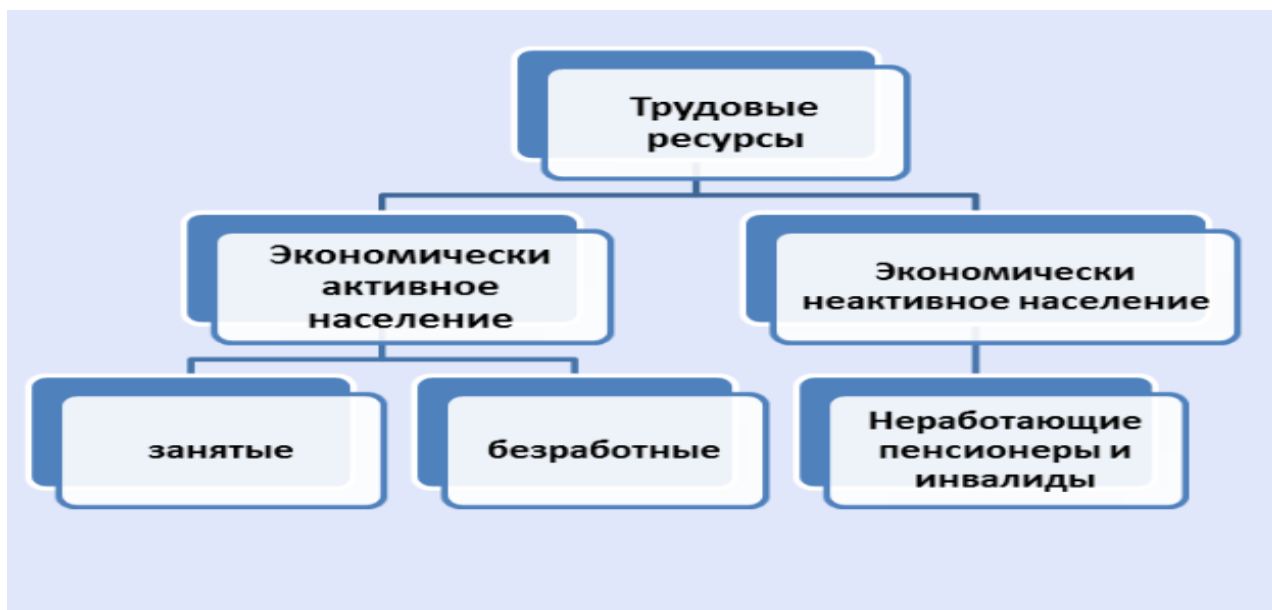 Трудовые
ресурсы
Экономически
активное
население
Экономически
неактивное население
занятые
безработные
Неработающие
пенсионеры и
инвалиды